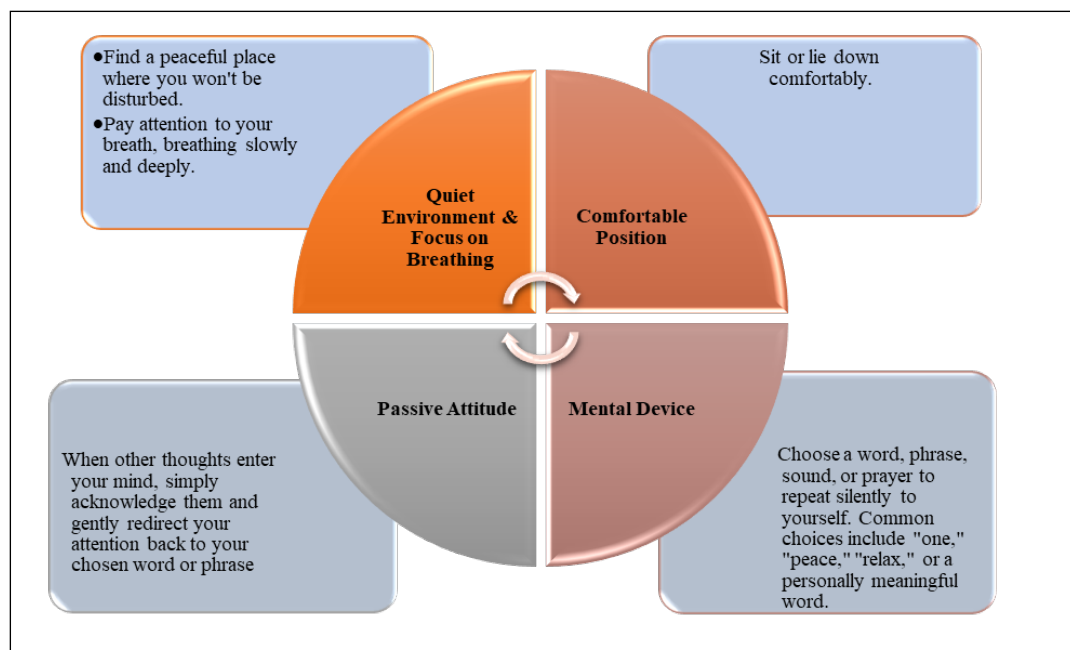 ●Find a peaceful place
where you won't be
disturbed.
●Pay attention to your
breath, breathing slowly
and deeply.
Sit or lie down
comfortably.
Quiet
Environment &
Focus on
Breathing
Comfortable
Position
Passive Attitude
Mental Device
When other thoughts enter
your mind, simply
acknowledge them and
gently redirect your
attention back to your
chosen word or phrase
Choose a word, phrase,
sound, or prayer to
repeat silently to
yourself. Common
choices include "one,"
"peace," "relax," or a
personally meaningful
word.